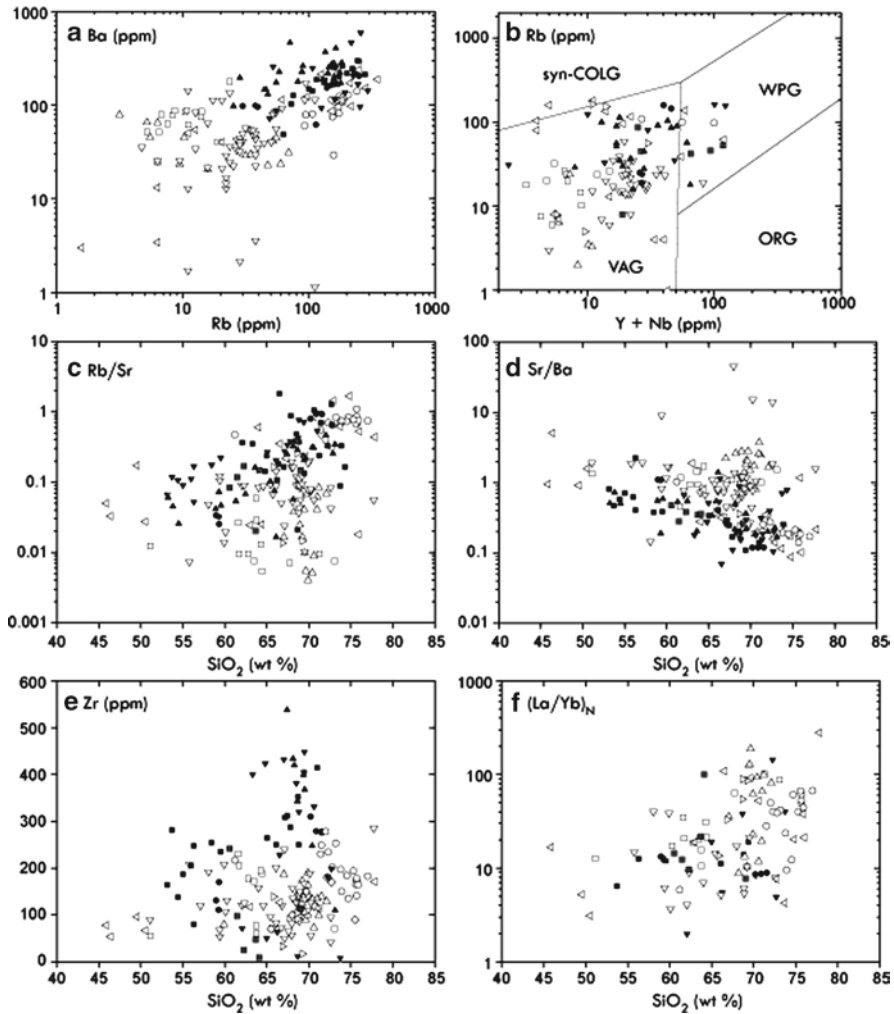 a Ba (ppm)
1000
100
10
1
1 10 100 1000
Rb (ppm)
b Rb (ppm)
1000
100
10
1
syn-COLG
WPG
VAG
ORG
10 100 1000
Y + Nb (ppm)
c Rb/Sr
10
1
0.1
0.01
0.001
40 45 50 55 60 65 70 75 80 85
SiO₂ (wt %)
d Sr/Ba
100
10
1
0.1
0.01
40 45 50 55 60 65 70 75 80 85
SiO₂ (wt %)
e Zr (ppm)
600
500
400
300
200
100
0
40 45 50 55 60 65 70 75 80 85
SiO₂ (wt %)
f (La/Yb)N
1000
100
10
1
40 45 50 55 60 65 70 75 80 85
SiO₂ (wt %)